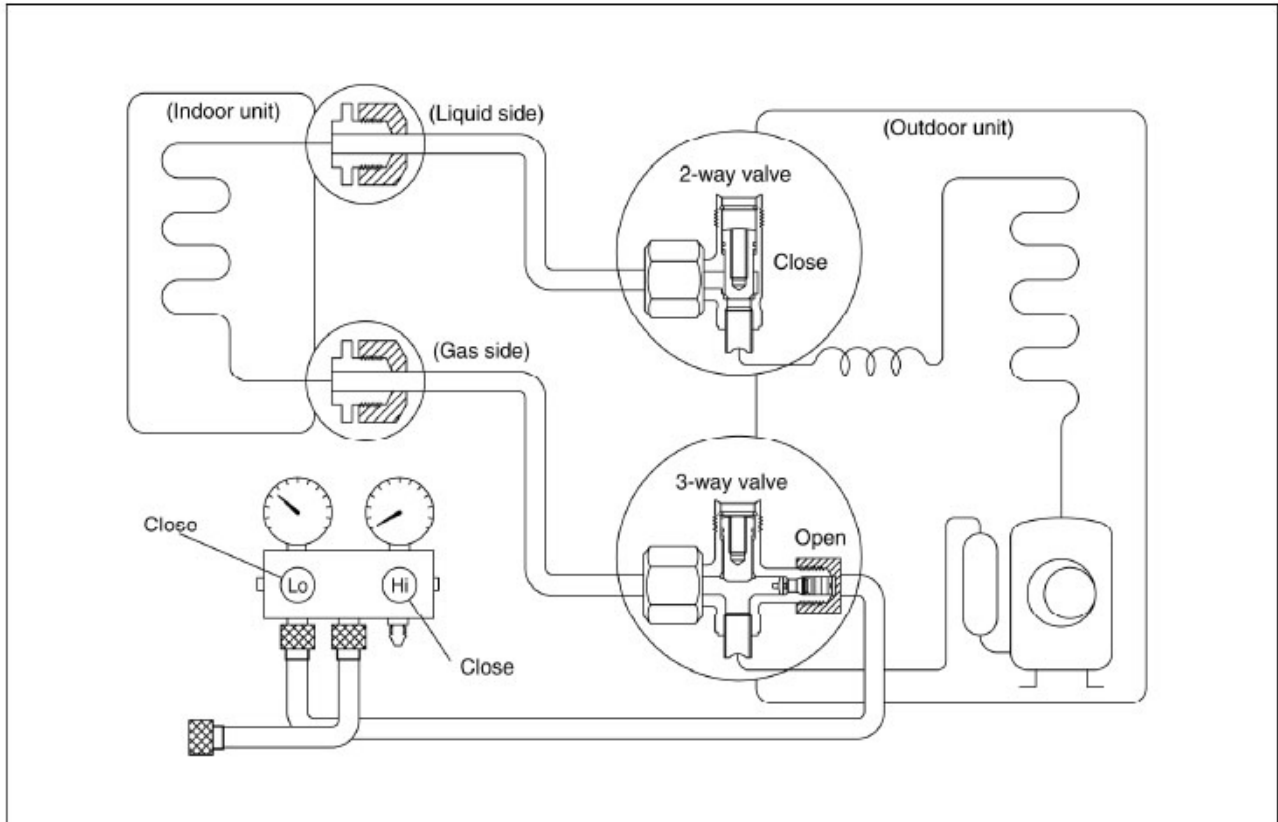 (Indoor unit)
(Liquid side)
(Outdoor unit)
2-way valve
Close
(Gas side)
3-way valve
Open
Close
Lo
Hi
Close